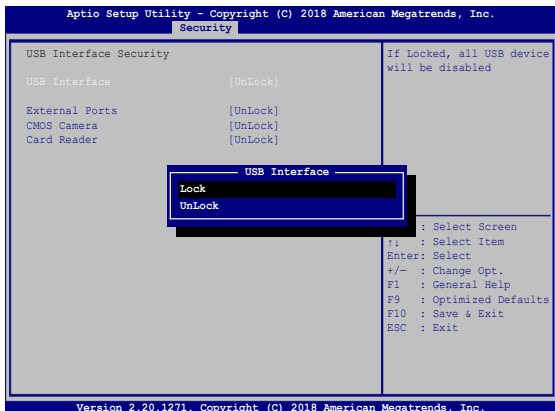 Aptio Setup Utility - Copyright (C) 2018 American Megatrends, Inc.
Security
USB Interface Security
USB Interface [UnLock]
External Ports [UnLock]
CMOS Camera [UnLock]
Card Reader [UnLock]
If Locked, all USB device
will be disabled
USB Interface
Lock
UnLock
: Select Screen
↑↓ : Select Item
Enter: Select
+/— : Change Opt.
F1 : General Help
F9 : Optimized Defaults
F10 : Save & Exit
ESC : Exit
Version 2.20.1271. Copyright (C) 2018 American Megatrends, Inc.